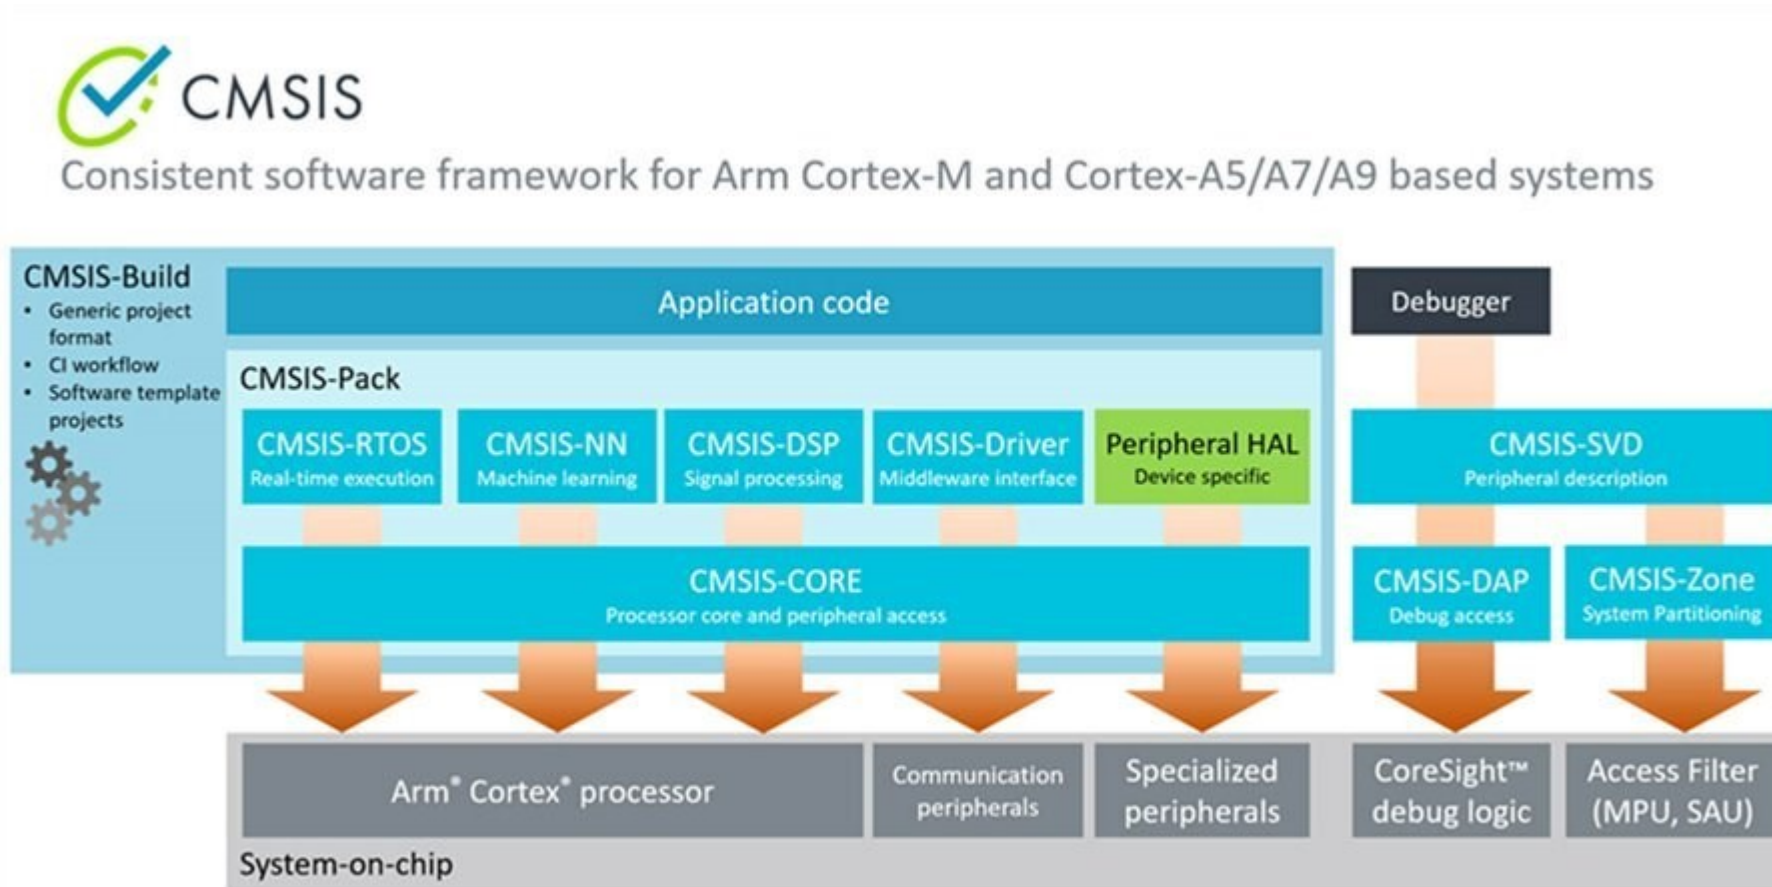 CMSIS
Consistent software framework for Arm Cortex-M and Cortex-A5/A7/A9 based systems
CMSIS-Build
• Generic project
format
• CI workflow
• Software template
projects
Application code
Debugger
CMSIS-Pack
CMSIS-RTOS
Real-time execution
CMSIS-NN
Machine learning
CMSIS-DSP
Signal processing
CMSIS-Driver
Middleware interface
Peripheral HAL
Device specific
CMSIS-SVD
Peripheral description
CMSIS-CORE
Processor core and peripheral access
CMSIS-DAP
Debug access
CMSIS-Zone
System Partitioning
Arm® Cortex® processor
Communication
peripherals
Specialized
peripherals
CoreSight™
debug logic
Access Filter
(MPU, SAU)
System-on-chip